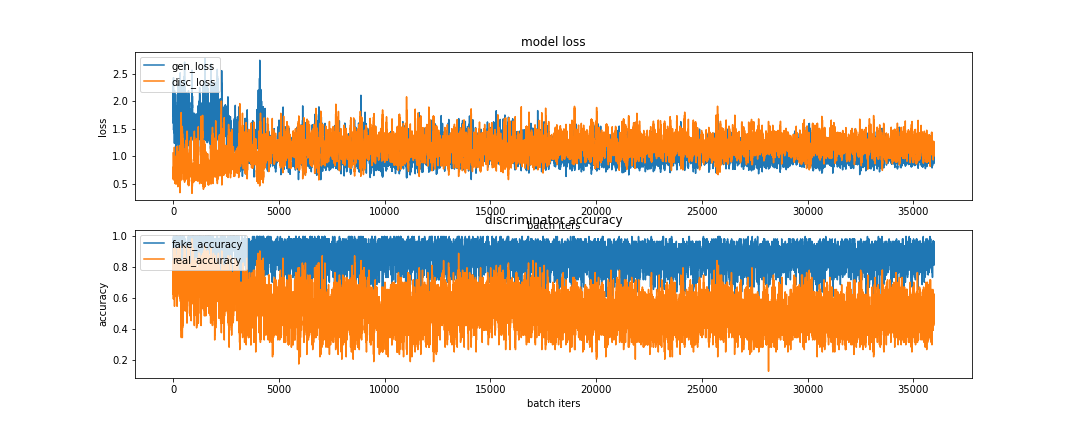 model loss
gen_loss
disc_loss
loss
2.5
2.0
1.5
1.0
0.5
0 5000 10000 15000 20000 25000 30000 35000
batch iters
discriminator accuracy
fake_accuracy
real_accuracy
accuracy
1.0
0.8
0.6
0.4
0.2
0 5000 10000 15000 20000 25000 30000 35000
batch iters